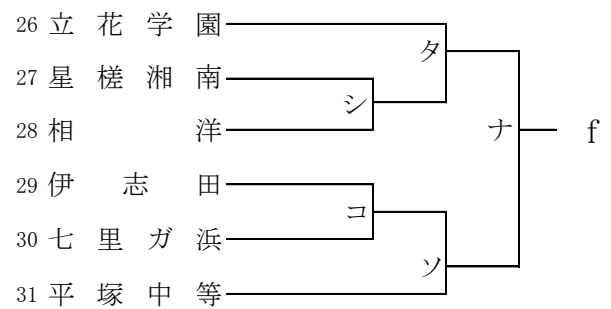 26 立花学園
タ
27 星槎湘南
シ
28 相洋
ナ f
29 伊志田
コ
30 七里ガ浜
ソ
31 平塚中等